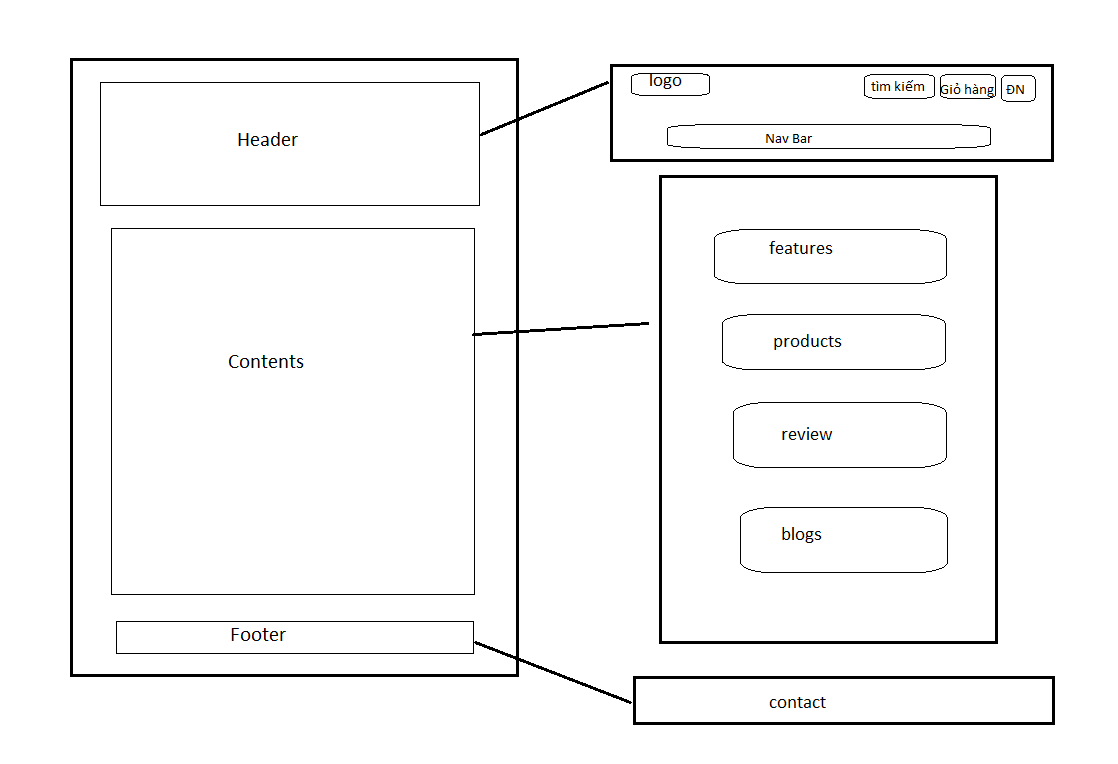 Header
Contents
Footer
logo
tìm kiếm
Giỏ hàng
ĐN
Nav Bar
features
products
review
blogs
contact